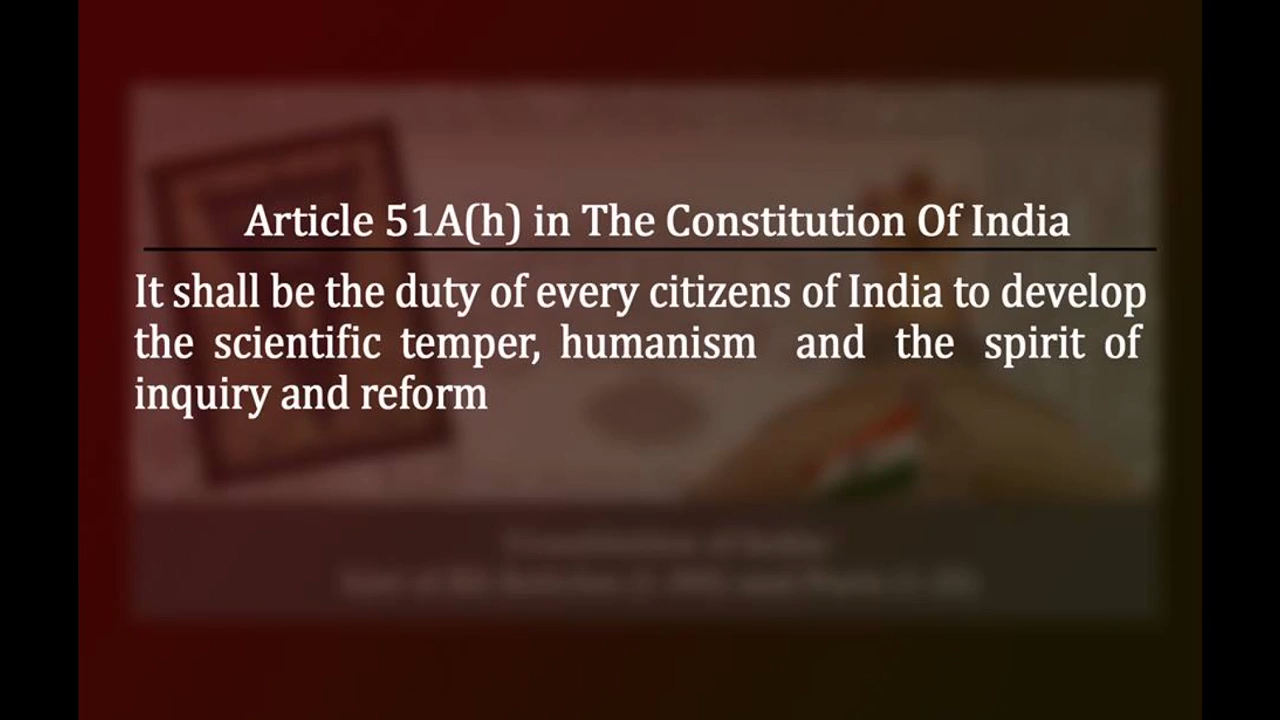 Article 51A(h) in The Constitution Of India
It shall be the duty of every citizens of India to develop
the scientific temper, humanism and the spirit of
inquiry and reform